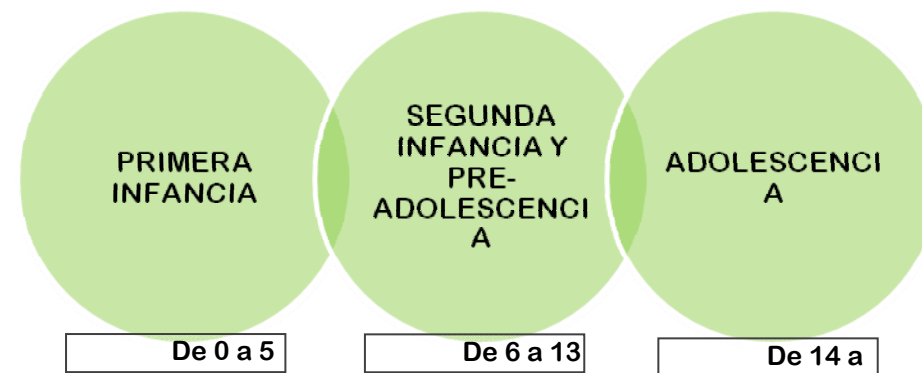 PRIMERA
INFANCIA
SEGUNDA
INFANCIA Y
PRE-
ADOLESCENCI
A
ADOLESCENCI
A
De 0 a 5
De 6 a 13
De 14 a